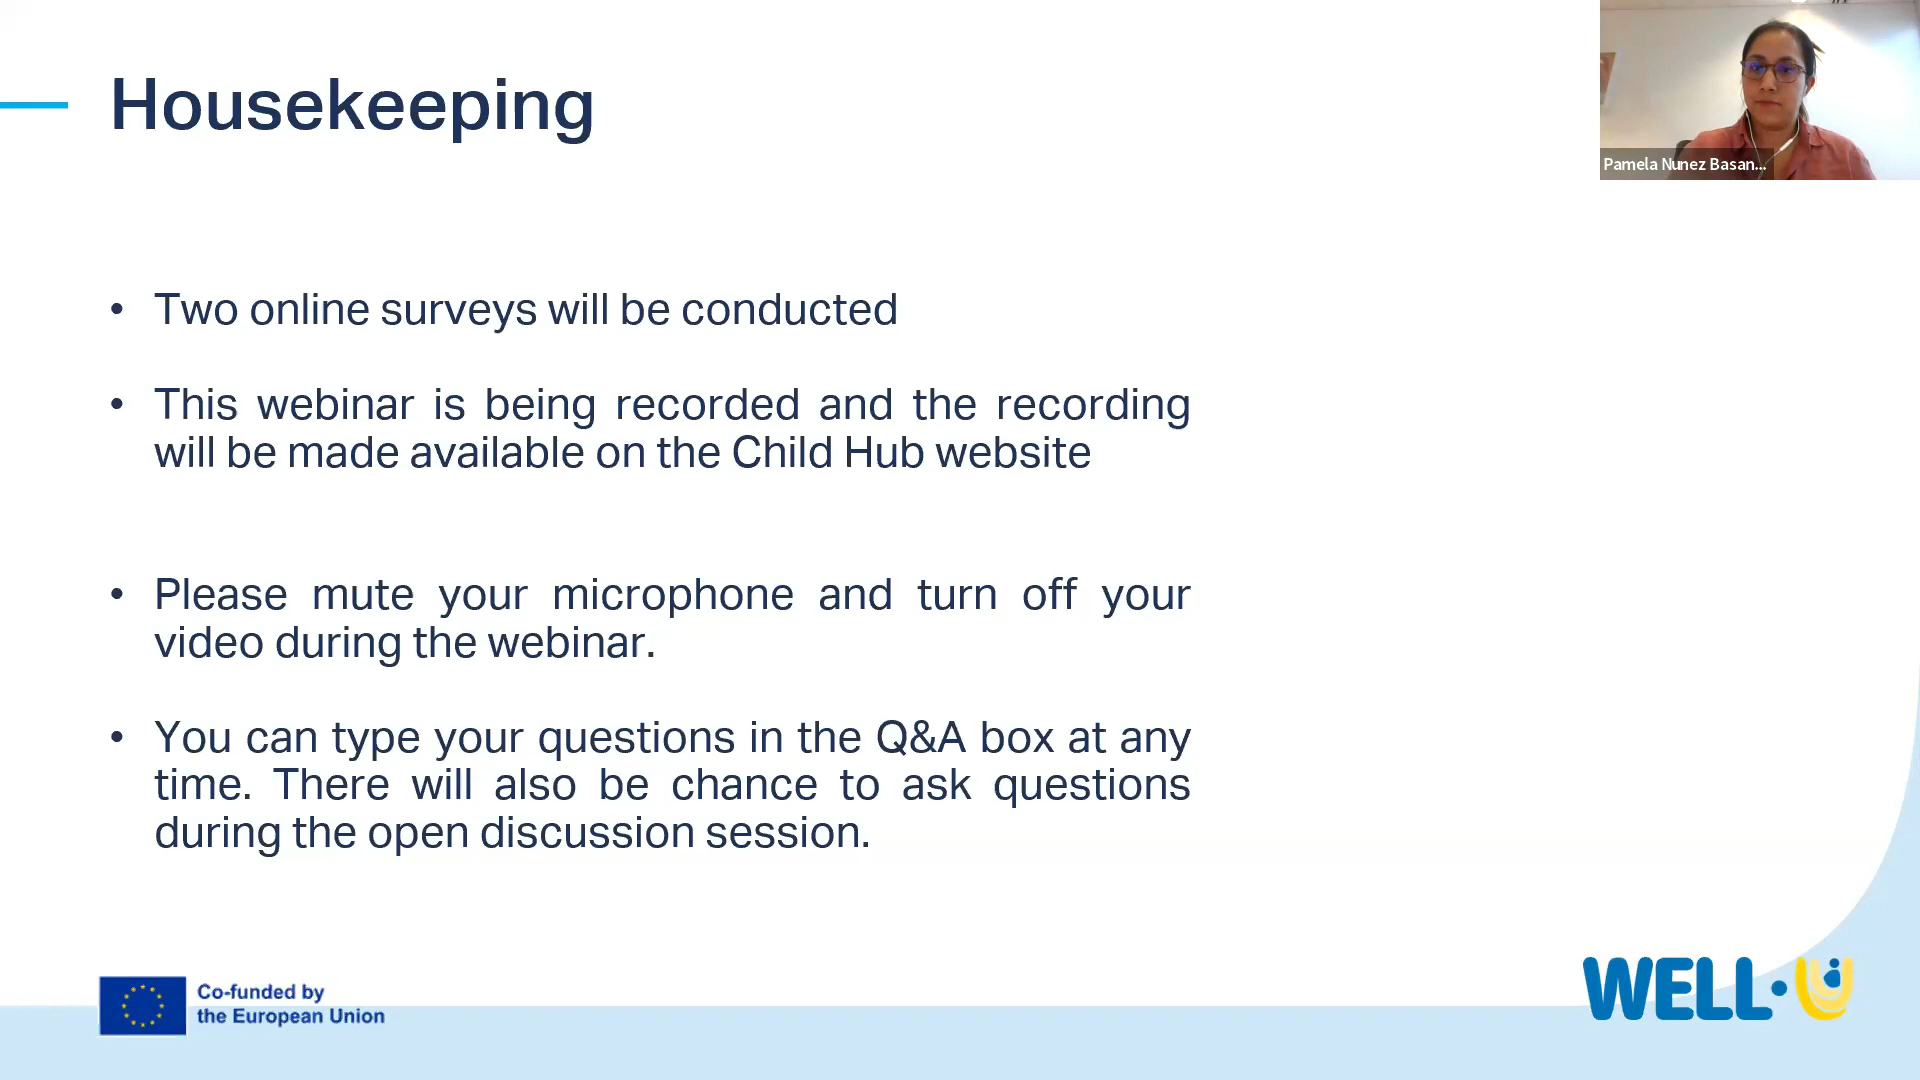 Housekeeping
Pamela Nunez Basan...
• Two online surveys will be conducted
• This webinar is being recorded and the recording
will be made available on the Child Hub website
• Please mute your microphone and turn off your
video during the webinar.
• You can type your questions in the Q&A box at any
time. There will also be chance to ask questions
during the open discussion session.
Co-funded by
the European Union
WELL·U